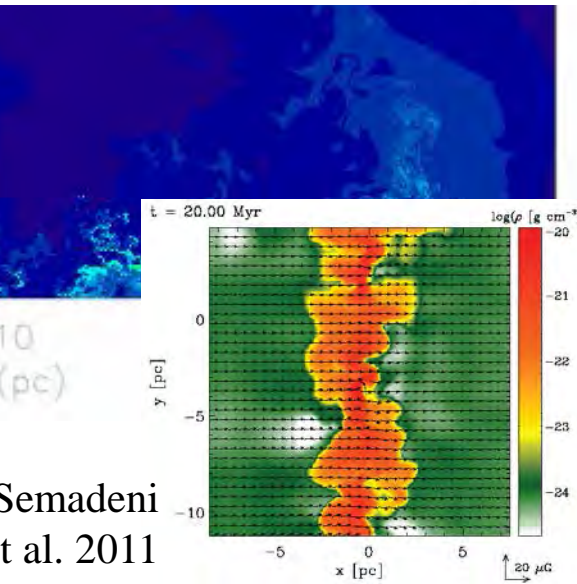 t = 20.00 Myr
log(ρ [g cm⁻³
-20
-21
-22
-23
-24
0
-5
-10
y [pc]
-5
0
5
x [pc]
20 μG
10
(pc)
Semadeni
t al. 2011